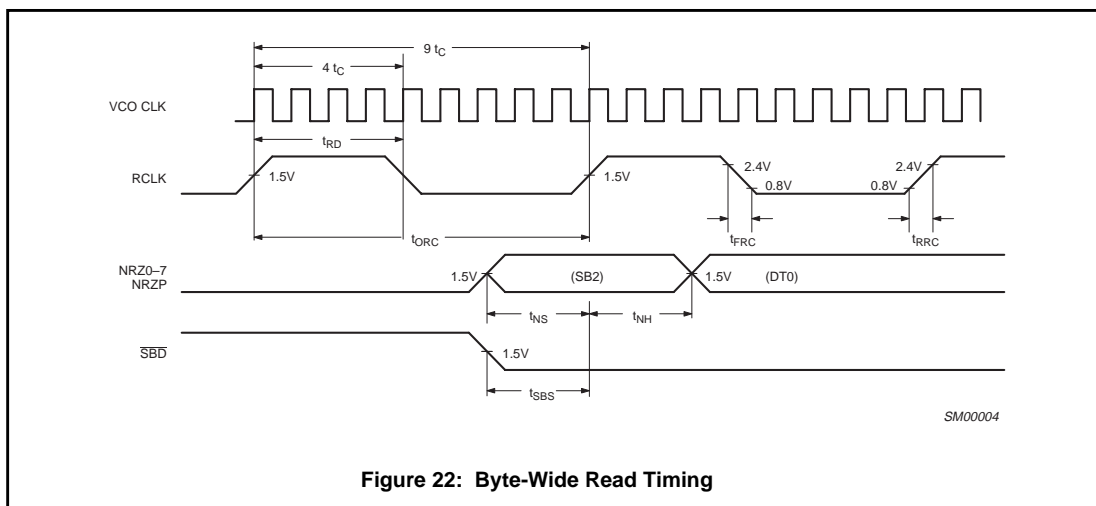 9 tC
4 tC
VCO CLK
tRD
RCLK
1.5V
1.5V
2.4V
0.8V
0.8V
2.4V
tORC
tFRC
tRRC
NRZ0–7
NRZP
1.5V
(SB2)
1.5V
(DT0)
tNS
tNH
SBD
1.5V
tSBS
SM00004
Figure 22: Byte-Wide Read Timing